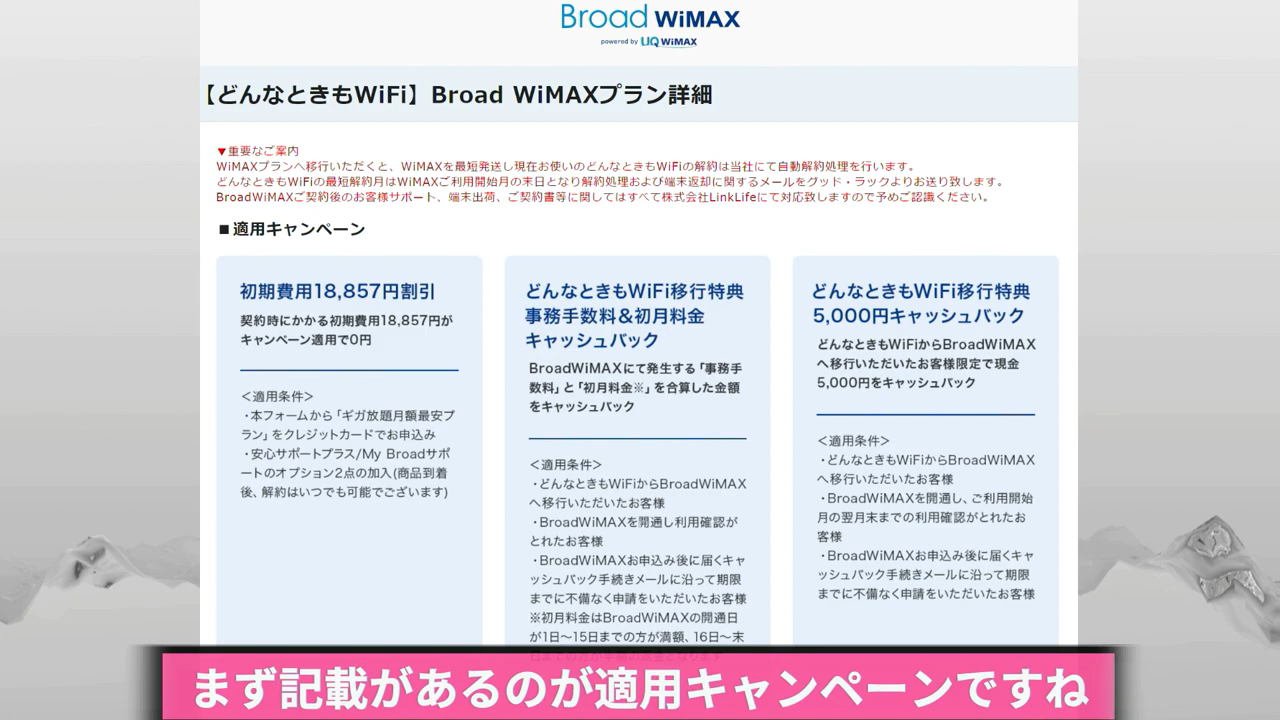 Broad WiMAX
powered by UQ WiMAX
【どんなときもWiFi】Broad WiMAXプラン詳細
▼重要なご案内
WiMAXプランへ移行いただくと、WiMAXを最短発送し現在お使いのどんなときもWiFiの解約は当社にて自動解約処理を行います。
どんなときもWiFiの最短解約月はWiMAXご利用開始月の末日となり解約処理および端末返却に関するメールをグッド・ラックよりお送り致します。
BroadWiMAXご契約後のお客様サポート、端末出荷、ご契約書等に関してはすべて株式会社LinkLifeにて対応致しますので予めご認識ください。
■適用キャンペーン
初期費用18,857円割引
契約時にかかる初期費用18,857円が
キャンペーン適用で0円
＜適用条件＞
・本フォームから「ギガ放題月額最安プ
ラン」をクレジットカードでお申込み
・安心サポートプラス/My Broadサポ
ートのオプション2点の加入(商品到着
後、解約はいつでも可能でございます)
どんなときもWiFi移行特典
事務手数料&初月料金
キャッシュバック
BroadWiMAXにて発生する「事務手
数料」と「初月料金※」を合算した金額
をキャッシュバック
＜適用条件＞
・どんなときもWiFiからBroadWiMAX
へ移行いただいたお客様
・BroadWiMAXを開通し利用確認が
とれたお客様
・BroadWiMAXお申込み後に届くキャ
ッシュバック手続きメールに沿って期限
までに不備なく申請をいただいたお客様
※初月料金はBroadWiMAXの開通日
が1日～15日までの方が満額、16日～末
日までの方が半額の返金となります
どんなときもWiFi移行特典
5,000円キャッシュバック
どんなときもWiFiからBroadWiMAX
へ移行いただいたお客様限定で現金
5,000円をキャッシュバック
＜適用条件＞
・どんなときもWiFiからBroadWiMAX
へ移行いただいたお客様
・BroadWiMAXを開通し、ご利用開始
月の翌月末までの利用確認がとれたお
客様
・BroadWiMAXお申込み後に届くキャ
ッシュバック手続きメールに沿って期限
までに不備なく申請をいただいたお客様
まず記載があるのが適用キャンペーンですね